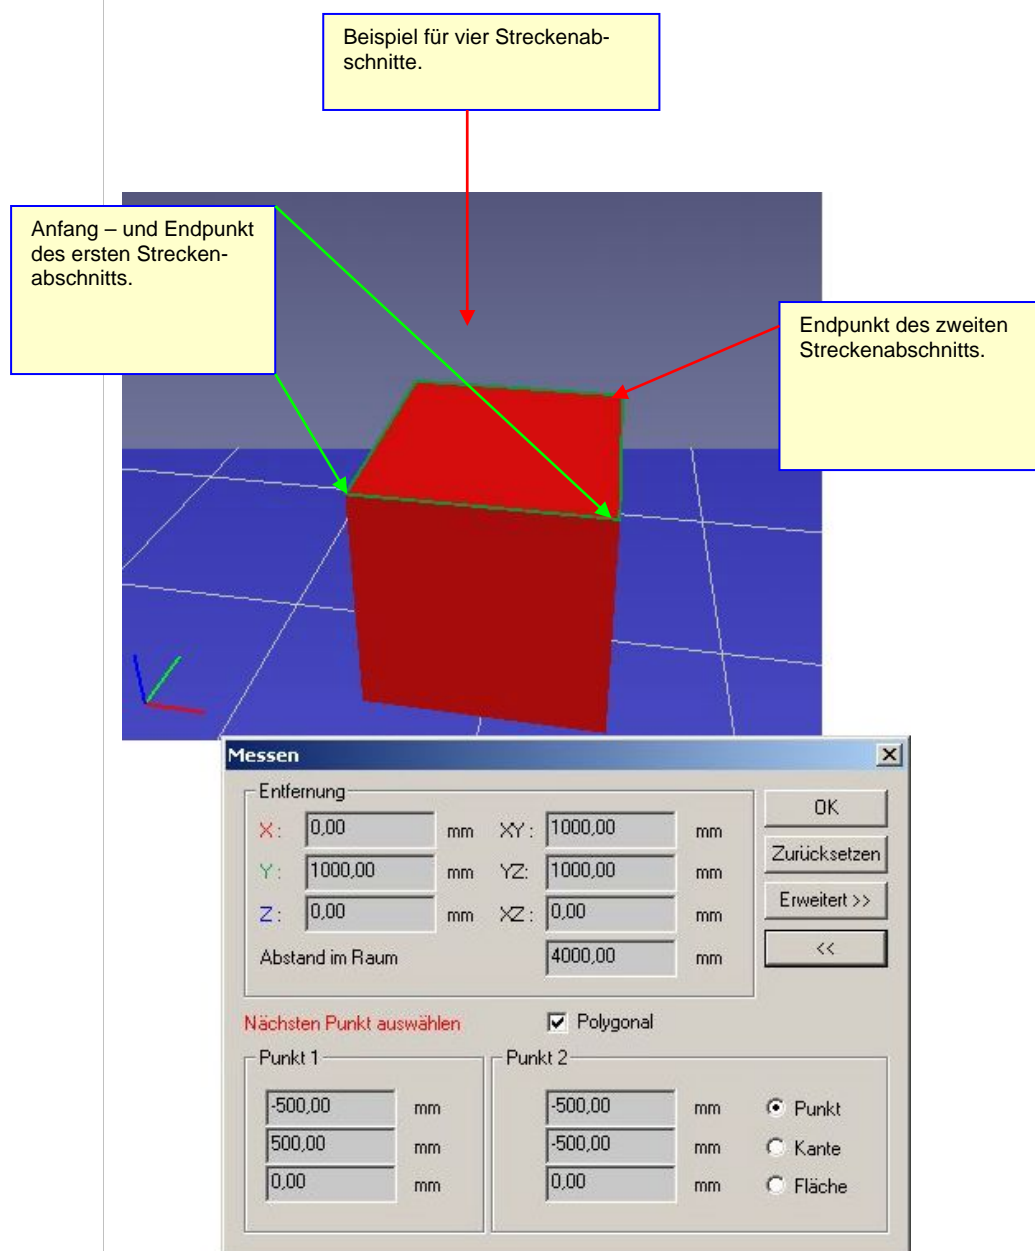 Beispiel für vier Streckenab-
schnitte.
Anfang – und Endpunkt
des ersten Strecken-
abschnitts.
Endpunkt des zweiten
Streckenabschnitts.
Messen
Entfernung
X : 0,00 mm XY : 1000,00 mm
Y : 1000,00 mm YZ: 1000,00 mm
Z : 0,00 mm XZ : 0,00 mm
Abstand im Raum 4000,00 mm
OK
Zurücksetzen
Erweitert >>
<<
Nächsten Punkt auswählen Polygonal
Punkt 1
-500,00 mm
500,00 mm
0,00 mm
Punkt 2
-500,00 mm Punkt
-500,00 mm Kante
0,00 mm Fläche